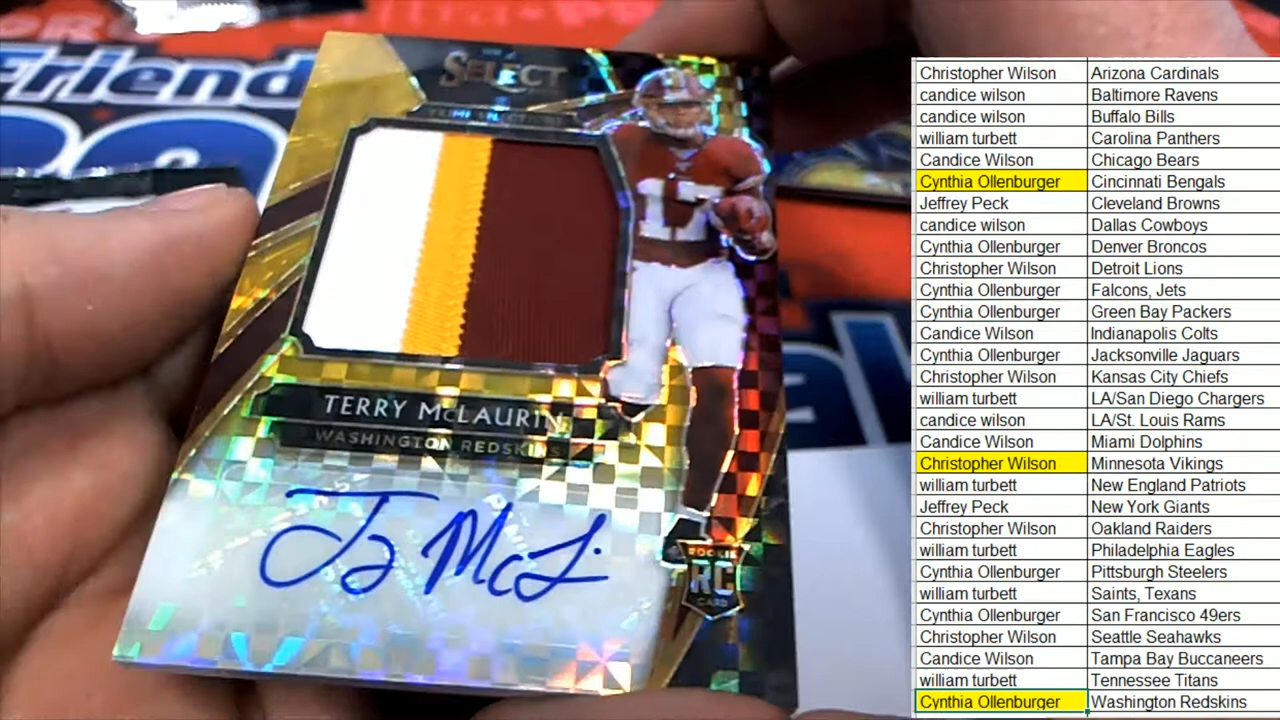 Friend
SELECT
TERRY McLAURIN
WASHINGTON REDSKINS
17
ROOKIE
RC
CARD
Christopher Wilson Arizona Cardinals
candice wilson Baltimore Ravens
candice wilson Buffalo Bills
william turbett Carolina Panthers
Candice Wilson Chicago Bears
Cynthia Ollenburger Cincinnati Bengals
Jeffrey Peck Cleveland Browns
candice wilson Dallas Cowboys
Cynthia Ollenburger Denver Broncos
Christopher Wilson Detroit Lions
Cynthia Ollenburger Falcons, Jets
Cynthia Ollenburger Green Bay Packers
Candice Wilson Indianapolis Colts
Cynthia Ollenburger Jacksonville Jaguars
Christopher Wilson Kansas City Chiefs
william turbett LA/San Diego Chargers
candice wilson LA/St. Louis Rams
Candice Wilson Miami Dolphins
Christopher Wilson Minnesota Vikings
william turbett New England Patriots
Jeffrey Peck New York Giants
Christopher Wilson Oakland Raiders
william turbett Philadelphia Eagles
Cynthia Ollenburger Pittsburgh Steelers
william turbett Saints, Texans
Cynthia Ollenburger San Francisco 49ers
Christopher Wilson Seattle Seahawks
Candice Wilson Tampa Bay Buccaneers
william turbett Tennessee Titans
Cynthia Ollenburger Washington Redskins